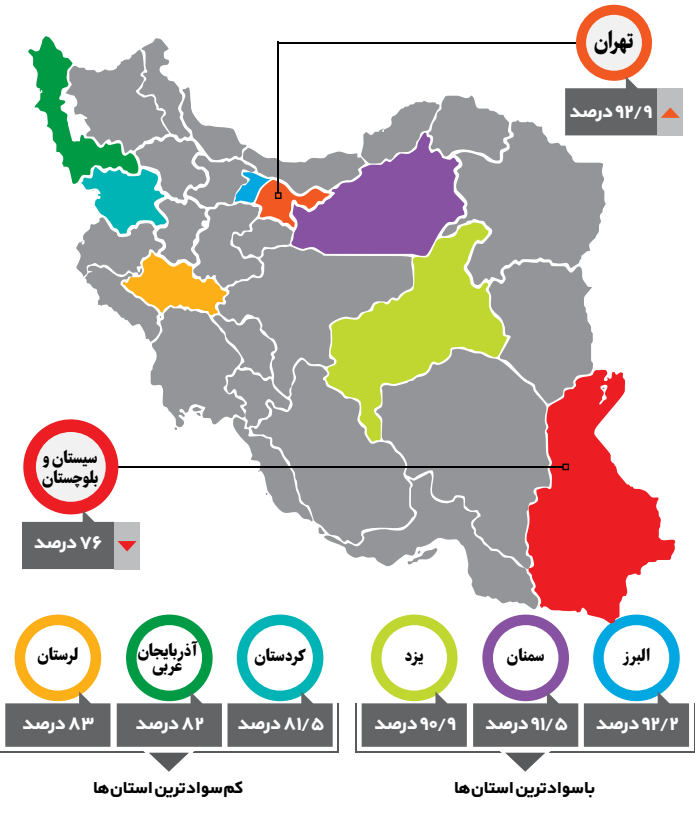 تهران
۹۲/۹ درصد
سیستان و
بلوچستان
۷۶ درصد
البرز
سمنان
یزد
کردستان
آذربایجان
غربی
لرستان
۹۲/۲ درصد
۹۱/۵ درصد
۹۰/۹ درصد
۸۱/۵ درصد
۸۲ درصد
۸۳ درصد
باسوادترین استان‌ها
کم‌سوادترین استان‌ها